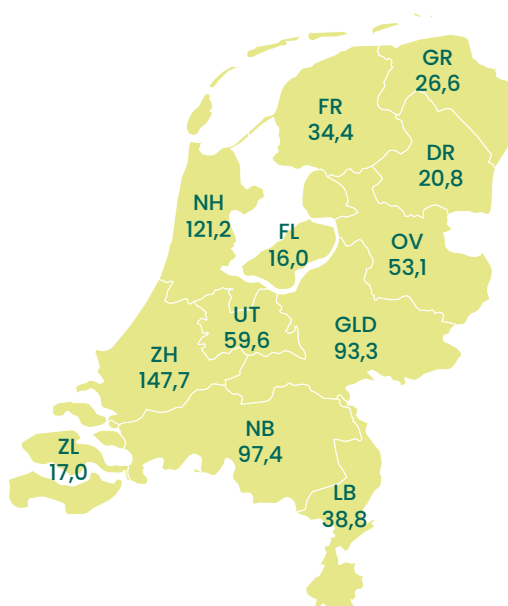 GR
26,6
FR
34,4
DR
20,8
NH
121,2
FL
16,0
OV
53,1
UT
59,6
GLD
93,3
ZH
147,7
NB
97,4
ZL
17,0
LB
38,8